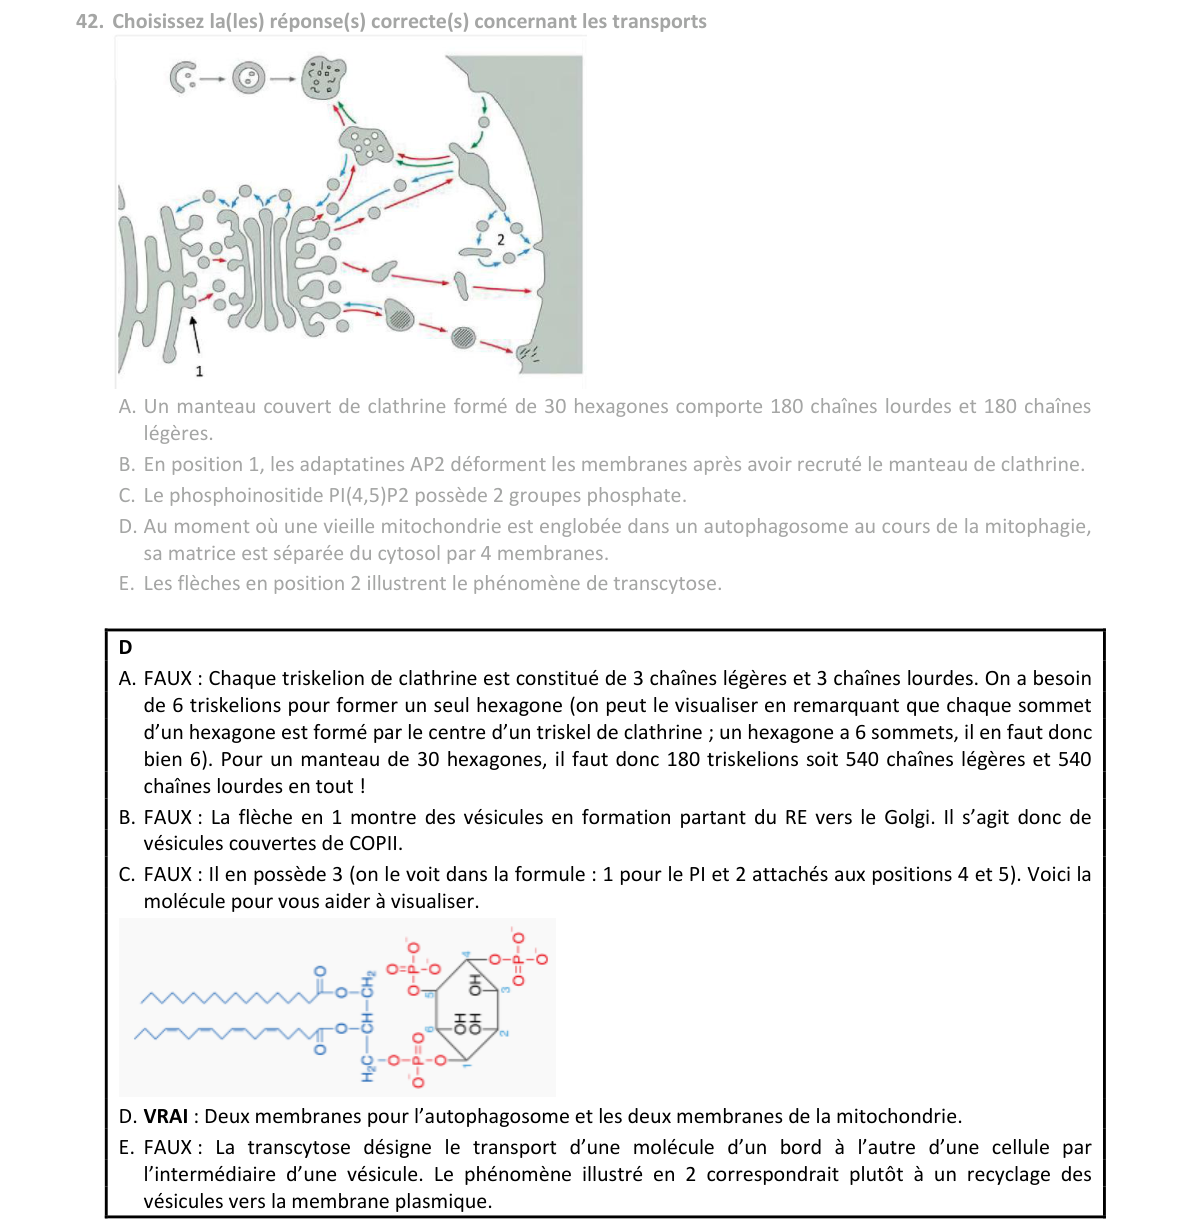 42. Choisissez la(les) réponse(s) correcte(s) concernant les transports
2
1
A. Un manteau couvert de clathrine formé de 30 hexagones comporte 180 chaînes lourdes et 180 chaînes
légères.
B. En position 1, les adaptatines AP2 déforment les membranes après avoir recruté le manteau de clathrine.
C. Le phosphoinositide PI(4,5)P2 possède 2 groupes phosphate.
D. Au moment où une vieille mitochondrie est englobée dans un autophagosome au cours de la mitophagie,
sa matrice est séparée du cytosol par 4 membranes.
E. Les flèches en position 2 illustrent le phénomène de transcytose.
D
A. FAUX : Chaque triskelion de clathrine est constitué de 3 chaînes légères et 3 chaînes lourdes. On a besoin
de 6 triskelions pour former un seul hexagone (on peut le visualiser en remarquant que chaque sommet
d’un hexagone est formé par le centre d’un triskel de clathrine ; un hexagone a 6 sommets, il en faut donc
bien 6). Pour un manteau de 30 hexagones, il faut donc 180 triskelions soit 540 chaînes légères et 540
chaînes lourdes en tout !
B. FAUX : La flèche en 1 montre des vésicules en formation partant du RE vers le Golgi. Il s’agit donc de
vésicules couvertes de COPII.
C. FAUX : Il en possède 3 (on le voit dans la formule : 1 pour le PI et 2 attachés aux positions 4 et 5). Voici la
molécule pour vous aider à visualiser.
O
O
O–CH₂
O–CH
H₂C–O–P=O
O⁻
O
O=P–O⁻
O⁻
O
O–P–O⁻
O⁻
O
OH
OH
OH
1
2
3
4
5
6
D. VRAI : Deux membranes pour l’autophagosome et les deux membranes de la mitochondrie.
E. FAUX : La transcytose désigne le transport d’une molécule d’un bord à l’autre d’une cellule par
l’intermédiaire d’une vésicule. Le phénomène illustré en 2 correspondrait plutôt à un recyclage des
vésicules vers la membrane plasmique.